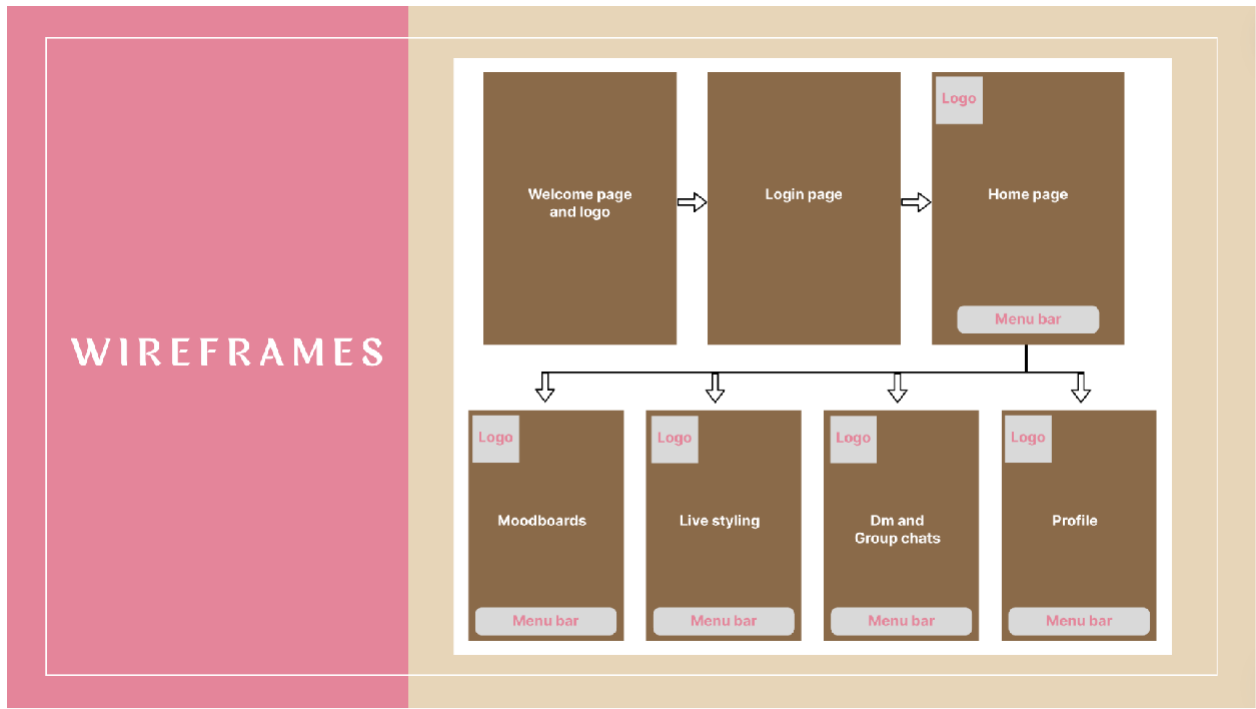 WIREFRAMES
Welcome page
and logo
Login page
Logo
Home page
Menu bar
Logo
Moodboards
Menu bar
Logo
Live styling
Menu bar
Logo
Dm and
Group chats
Menu bar
Logo
Profile
Menu bar